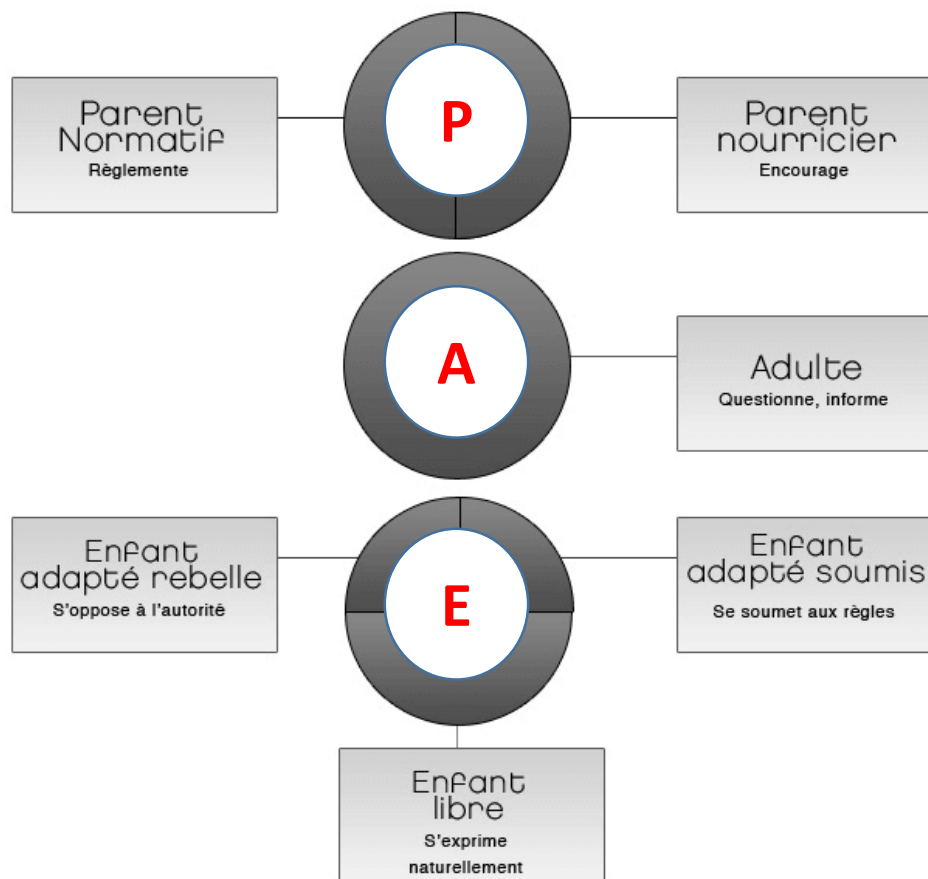 P
Parent
Normatif
Règlemente
Parent
nourricier
Encourage
A
Adulte
Questionne, informe
Enfant
adapté rebelle
S'oppose à l'autorité
E
Enfant
adapté soumis
Se soumet aux règles
Enfant
libre
S'exprime
naturellement